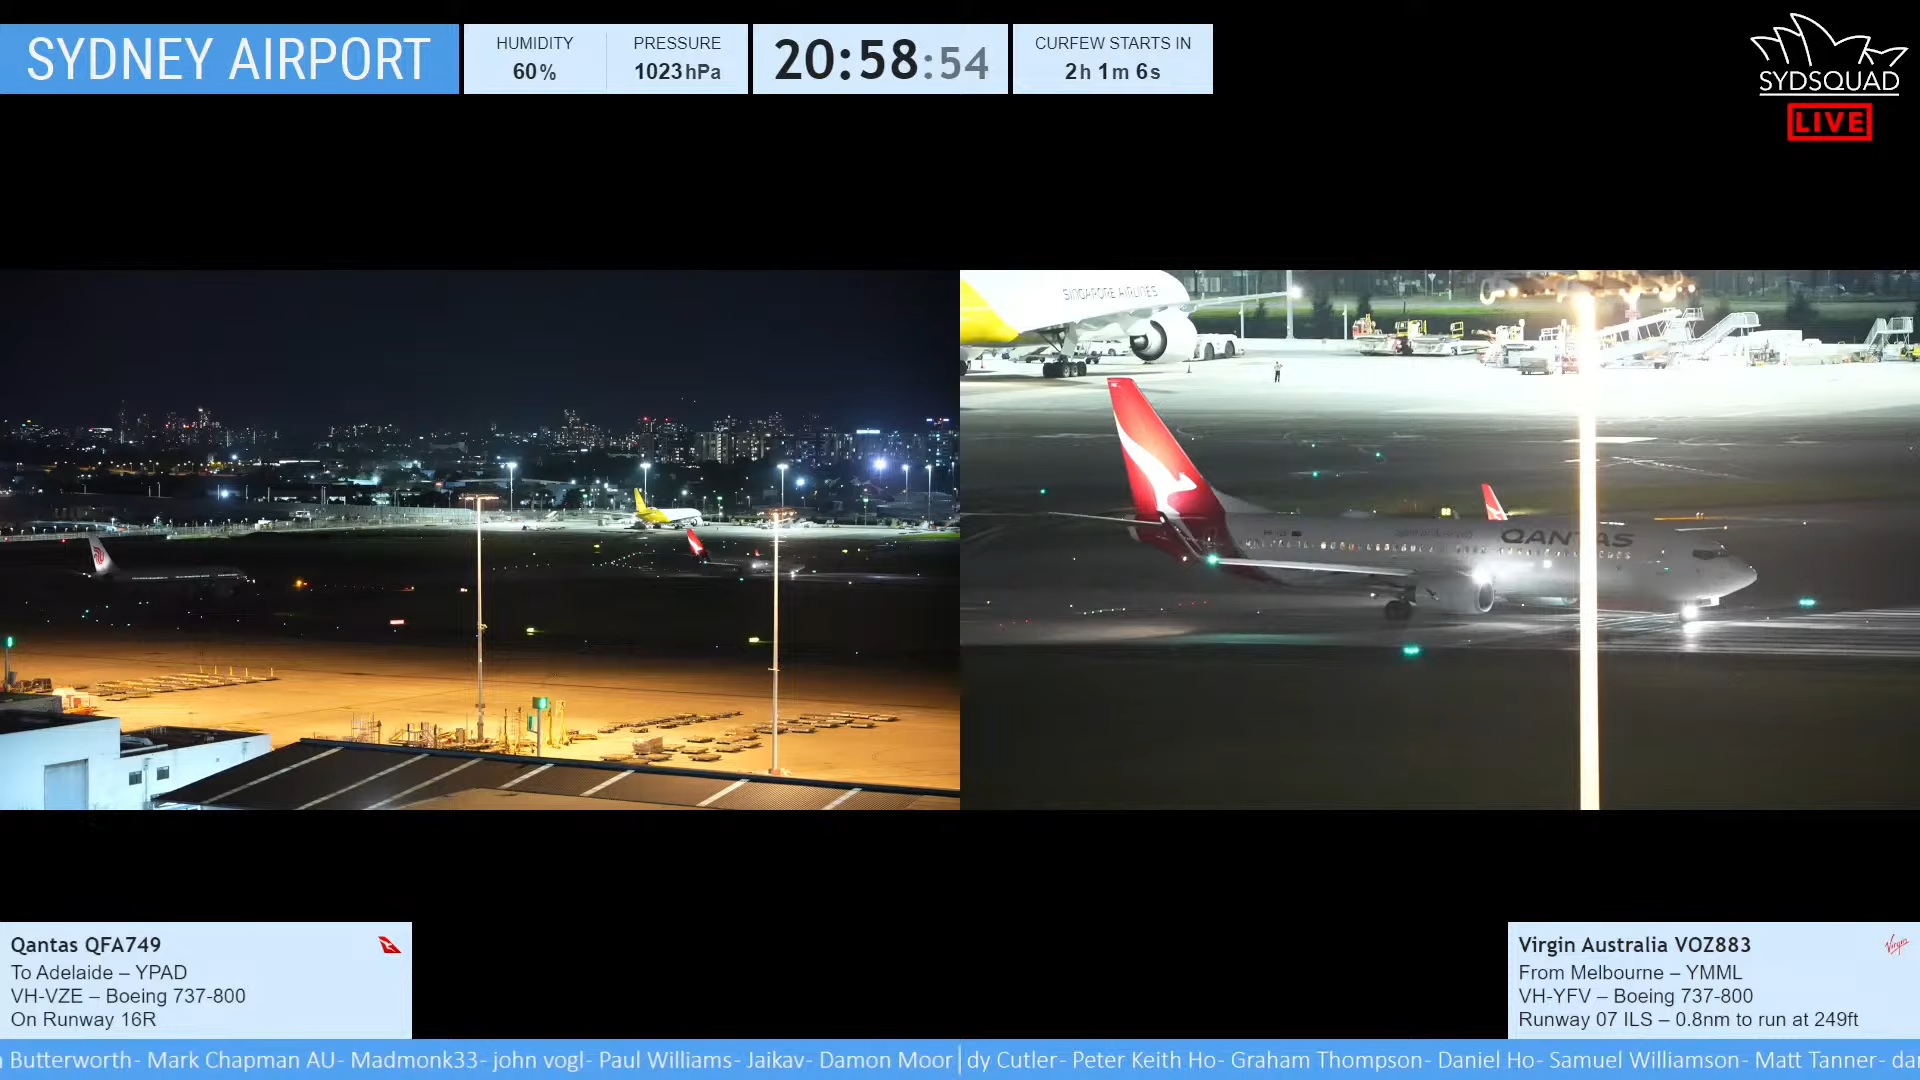 SYDNEY AIRPORT
HUMIDITY
60%
PRESSURE
1023hPa
20:58:54
CURFEW STARTS IN
2h 1m 6s
SYDSQUAD
LIVE
SINGAPORE AIRLINES
QANTAS
Qantas QFA749
To Adelaide – YPAD
VH-VZE – Boeing 737-800
On Runway 16R
Virgin Australia VOZ883
Virgin
From Melbourne – YMML
VH-YFV – Boeing 737-800
Runway 07 ILS – 0.8nm to run at 249ft
Butterworth- Mark Chapman AU- Madmonk33- john vogl- Paul Williams- Jaikav- Damon Moor
dy Cutler- Peter Keith Ho- Graham Thompson- Daniel Ho- Samuel Williamson- Matt Tanner- dar